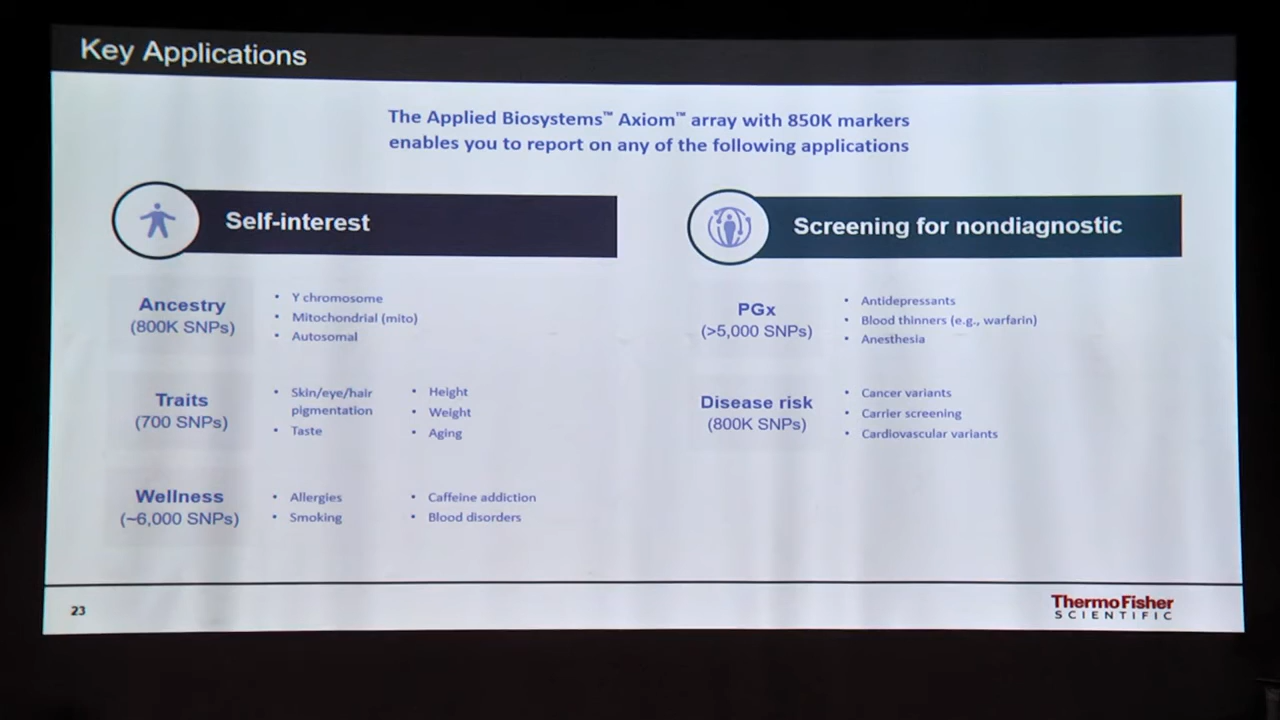 Key Applications
The Applied Biosystems™ Axiom™ array with 850K markers
enables you to report on any of the following applications
Self-interest
Ancestry
(800K SNPs)
• Y chromosome
• Mitochondrial (mito)
• Autosomal
Traits
(700 SNPs)
• Skin/eye/hair
pigmentation
• Taste
• Height
• Weight
• Aging
Wellness
(~6,000 SNPs)
• Allergies
• Smoking
• Caffeine addiction
• Blood disorders
Screening for nondiagnostic
PGx
(>5,000 SNPs)
• Antidepressants
• Blood thinners (e.g., warfarin)
• Anesthesia
Disease risk
(800K SNPs)
• Cancer variants
• Carrier screening
• Cardiovascular variants
23
ThermoFisher
SCIENTIFIC